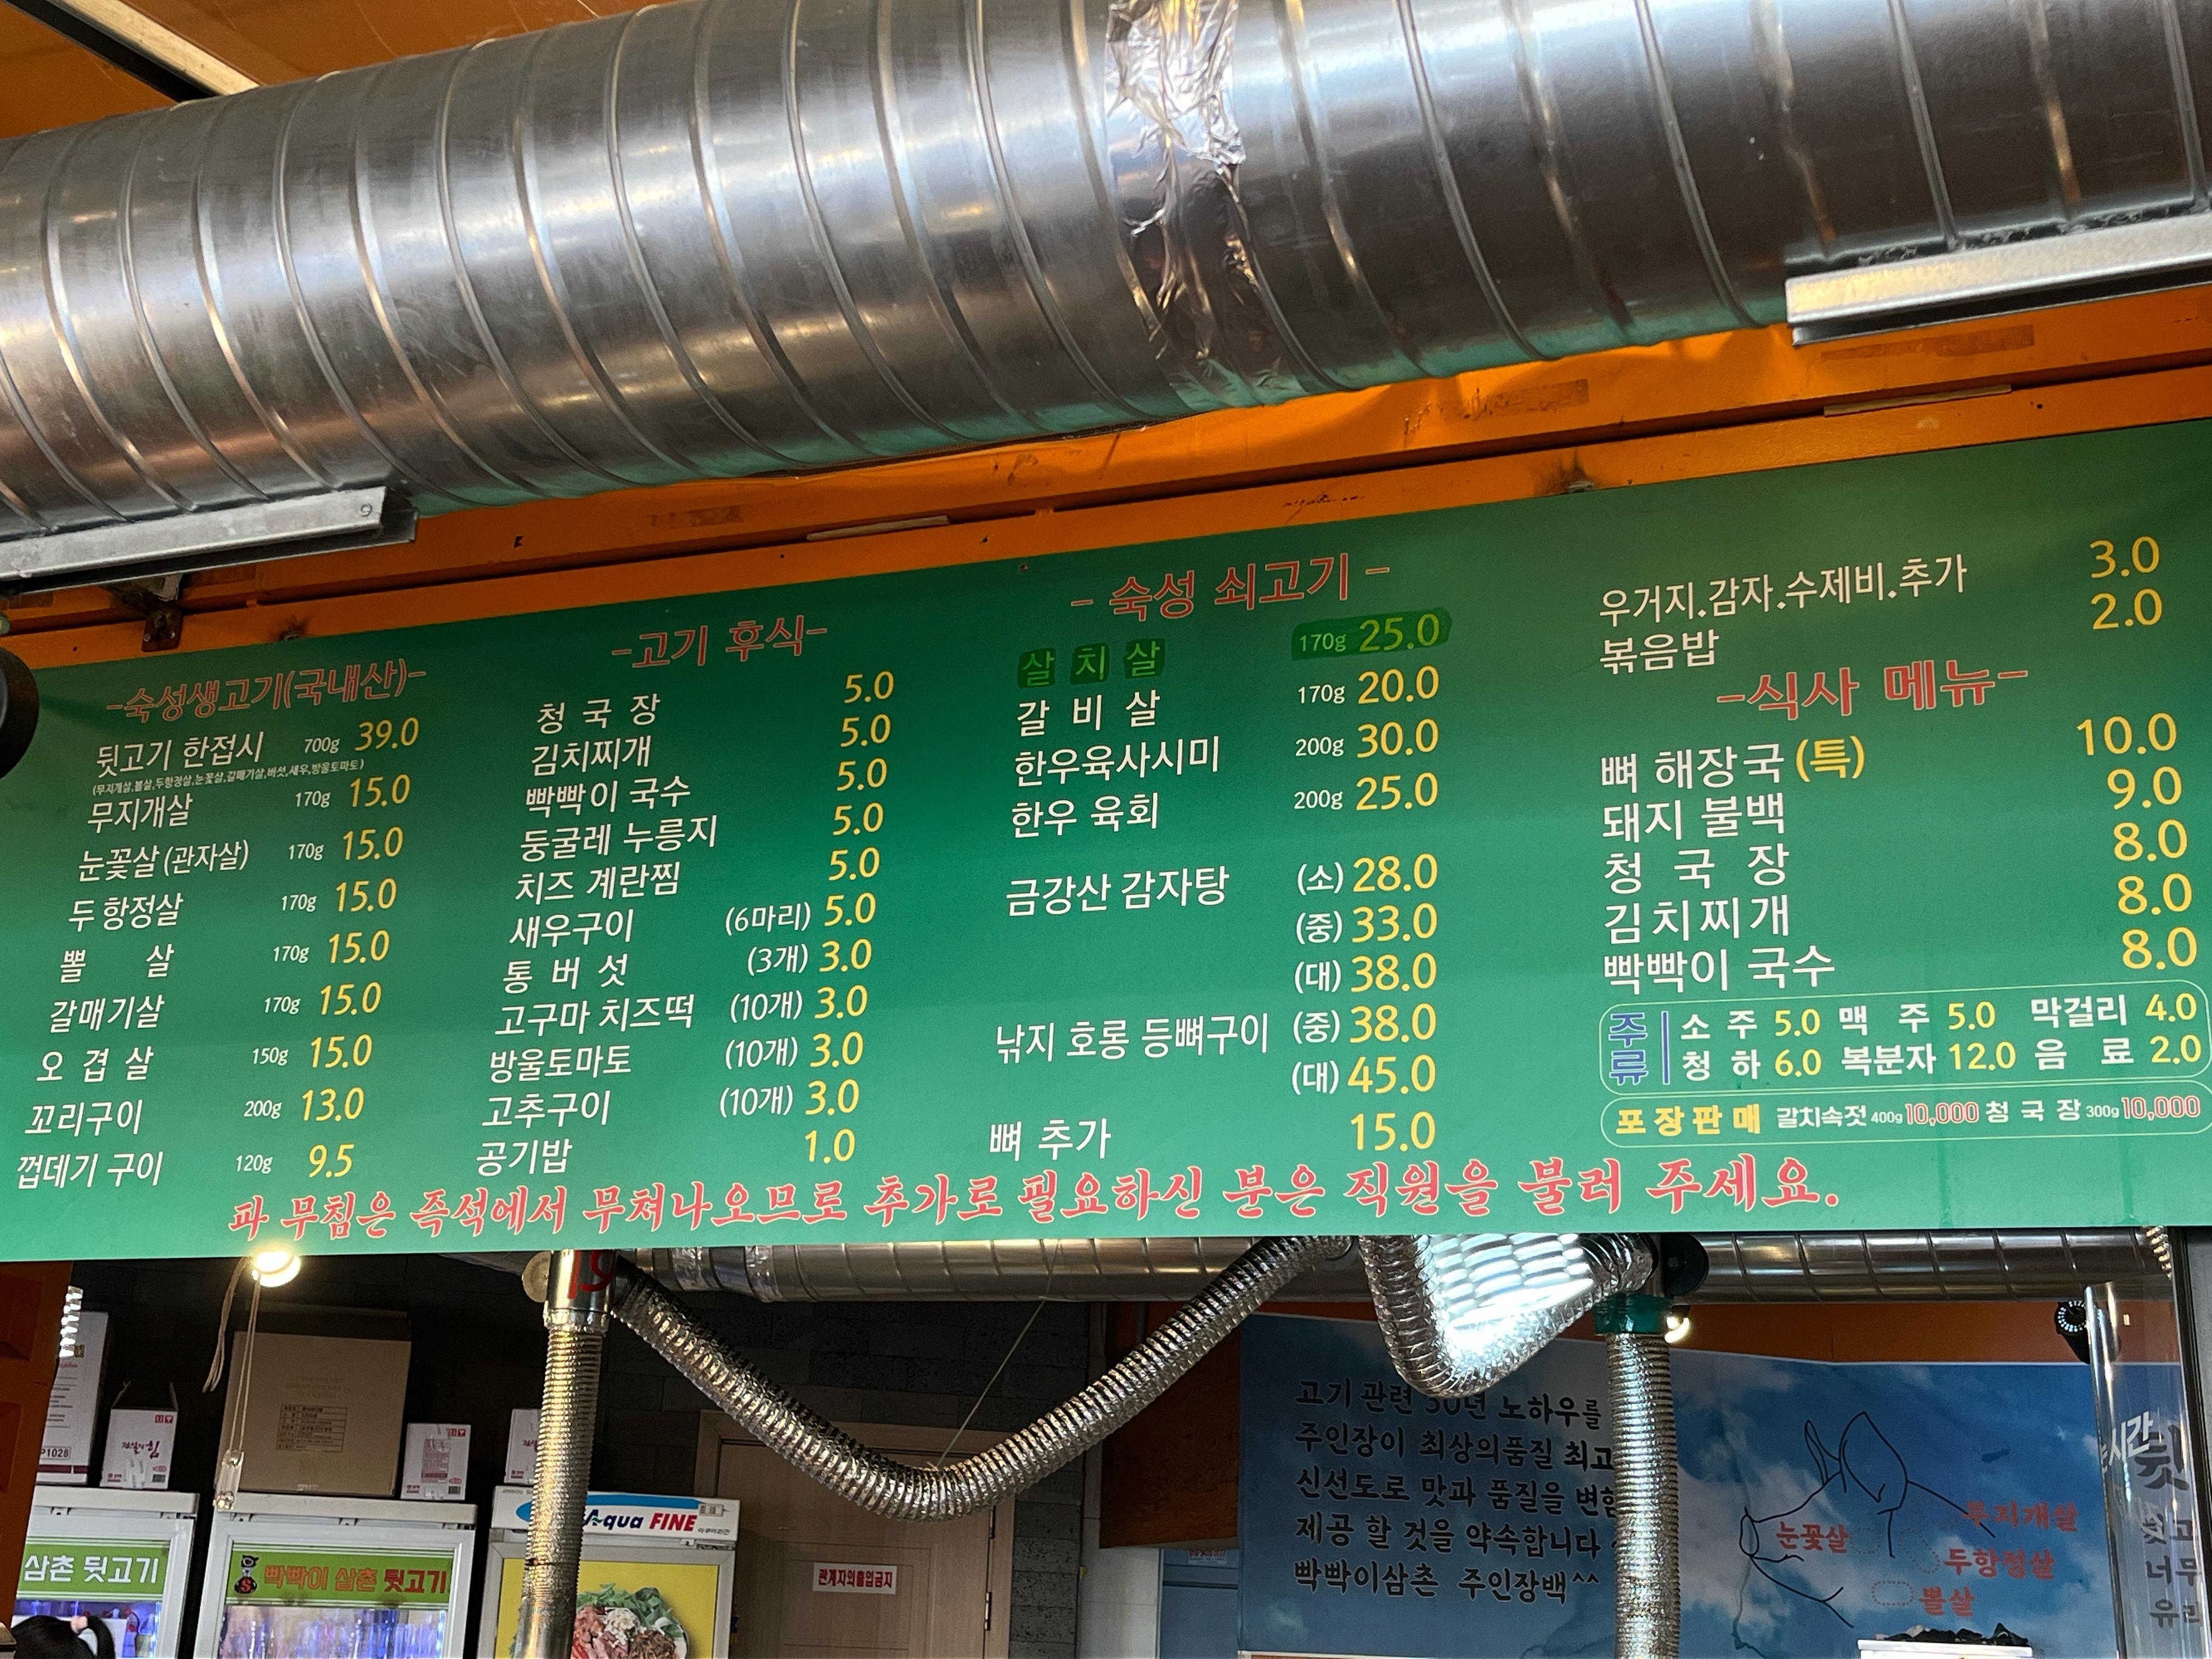 -숙성생고기(국내산)-
뒷고기 한접시 700g 39.0
(무지개살,볼살,두항정살,눈꽃살,갈매기살,버섯,새우,방울토마토)
무지개살 170g 15.0
눈꽃살 (관자살) 170g 15.0
두 항정살 170g 15.0
뽈 살 170g 15.0
갈매기살 170g 15.0
오 겹 살 150g 15.0
꼬리구이 200g 13.0
껍데기 구이 120g 9.5
-고기 후식-
청 국 장 5.0
김치찌개 5.0
빡빡이 국수 5.0
둥굴레 누릉지 5.0
치즈 계란찜 5.0
새우구이 (6마리) 5.0
통 버 섯 (3개) 3.0
고구마 치즈떡 (10개) 3.0
방울토마토 (10개) 3.0
고추구이 (10개) 3.0
공기밥 1.0
- 숙성 쇠고기 -
살 치 살 170g 25.0
갈 비 살 170g 20.0
한우육사시미 200g 30.0
한우 육회 200g 25.0
금강산 감자탕 (소) 28.0
(중) 33.0
(대) 38.0
낚지 호롱 등뼈구이 (중) 38.0
(대) 45.0
뼈 추가 15.0
우거지.감자.수제비.추가 3.0
볶음밥 2.0
-식사 메뉴-
뼈 해장국 (특) 10.0
돼지 불백 9.0
청 국 장 8.0
김치찌개 8.0
빡빡이 국수 8.0
주류
소 주 5.0 맥 주 5.0 막걸리 4.0
청 하 6.0 복분자 12.0 음 료 2.0
포장판매 갈치속젓 400g 10,000 청 국 장 300g 10,000
파 무침은 즉석에서 무쳐나오므로 추가로 필요하신 분은 직원을 불러 주세요.
19
P1028
Aqua FINE
삼촌 뒷고기
빡빡이 삼촌 뒷고기
관계자외출입금지
고기 관련 30년 노하우를
주인장이 최상의품질 최고
신선도로 맛과 품질을 변함
제공 할 것을 약속합니다
빡빡이삼촌 주인장백^^
눈꽃살
무지개살
두항정살
볼살
시간